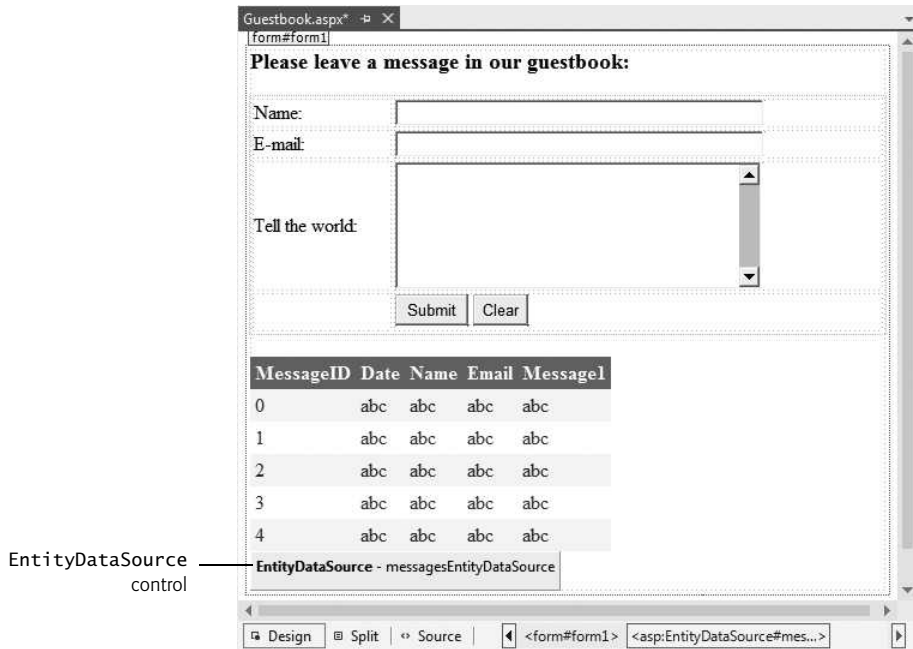 Guestbook.aspx*
form#form1
Please leave a message in our guestbook:
Name:
E-mail:
Tell the world:
Submit Clear
MessageID Date Name Email Message1
0 abc abc abc abc
1 abc abc abc abc
2 abc abc abc abc
3 abc abc abc abc
4 abc abc abc abc
EntityDataSource control
EntityDataSource - messagesEntityDataSource
Design Split Source <form#form1> <asp:EntityDataSource#mes...>